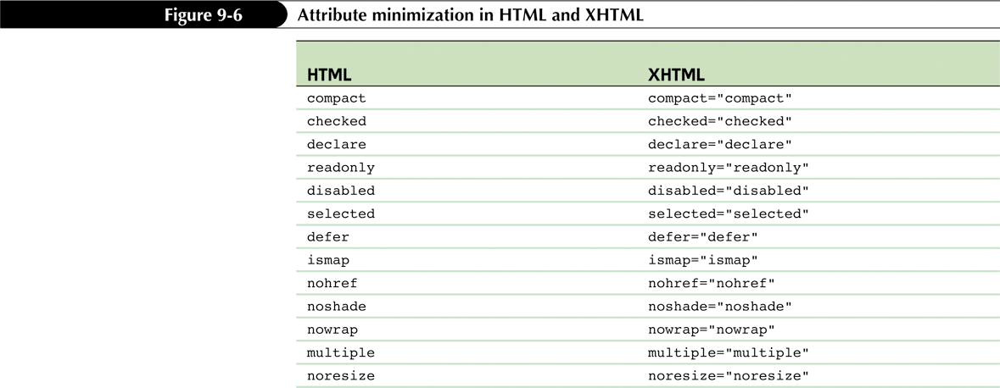 Figure 9-6 Attribute minimization in HTML and XHTML
HTML XHTML
compact compact="compact"
checked checked="checked"
declare declare="declare"
readonly readonly="readonly"
disabled disabled="disabled"
selected selected="selected"
defer defer="defer"
ismap ismap="ismap"
nohref nohref="nohref"
noshade noshade="noshade"
nowrap nowrap="nowrap"
multiple multiple="multiple"
noresize noresize="noresize"